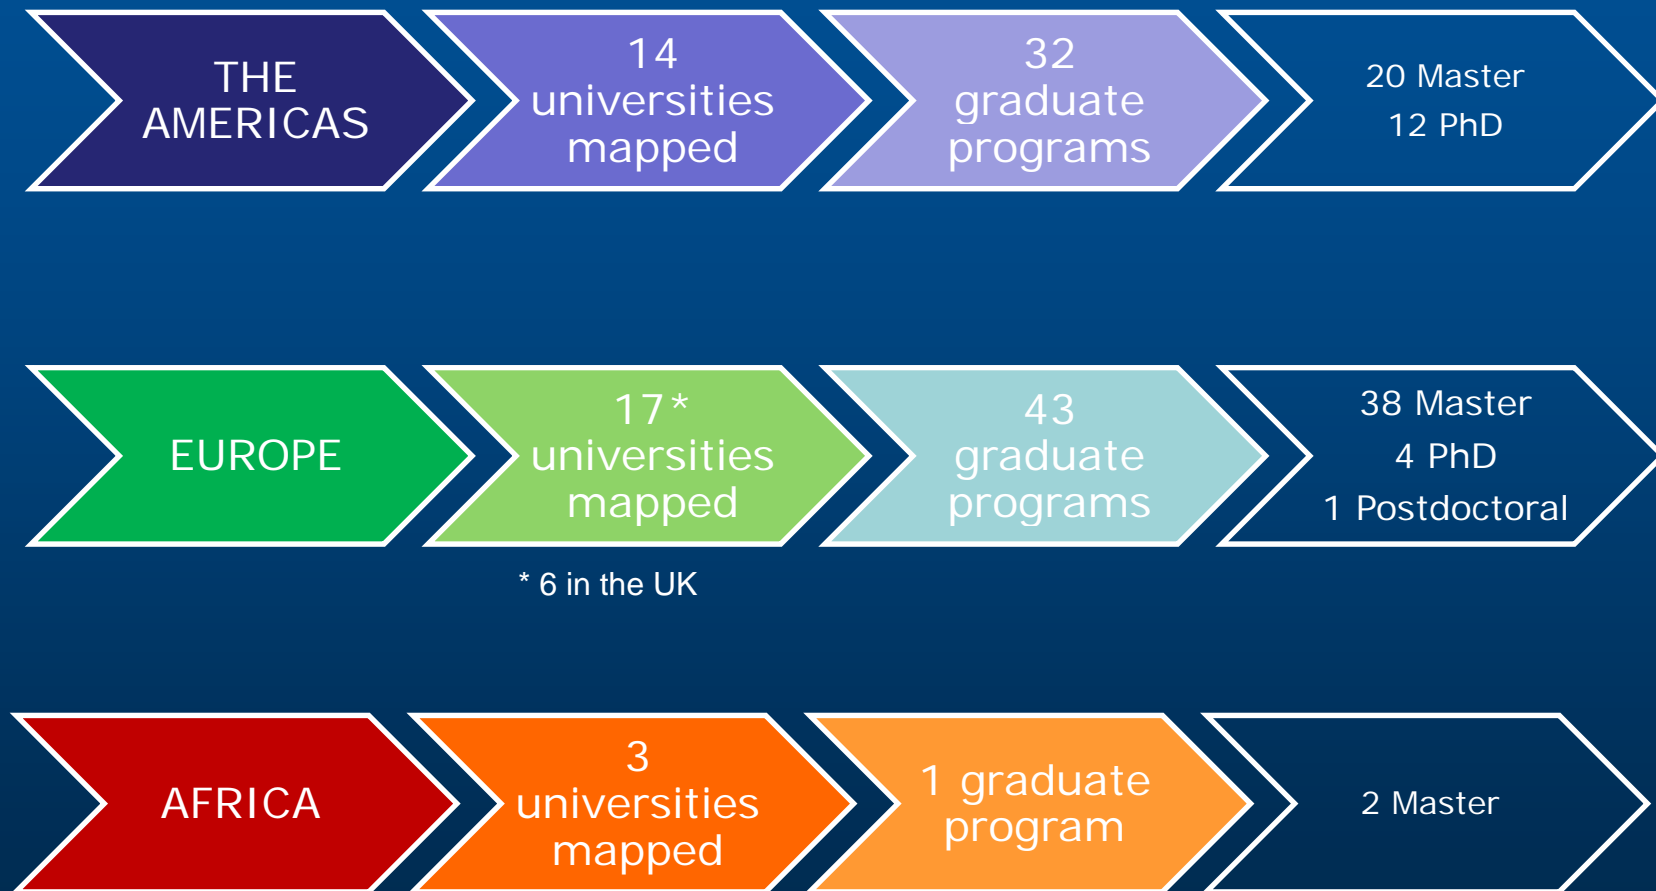 THE
AMERICAS
14
universities
mapped
32
graduate
programs
20 Master
12 PhD
EUROPE
17*
universities
mapped
43
graduate
programs
38 Master
4 PhD
1 Postdoctoral
* 6 in the UK
AFRICA
3
universities
mapped
1 graduate
program
2 Master